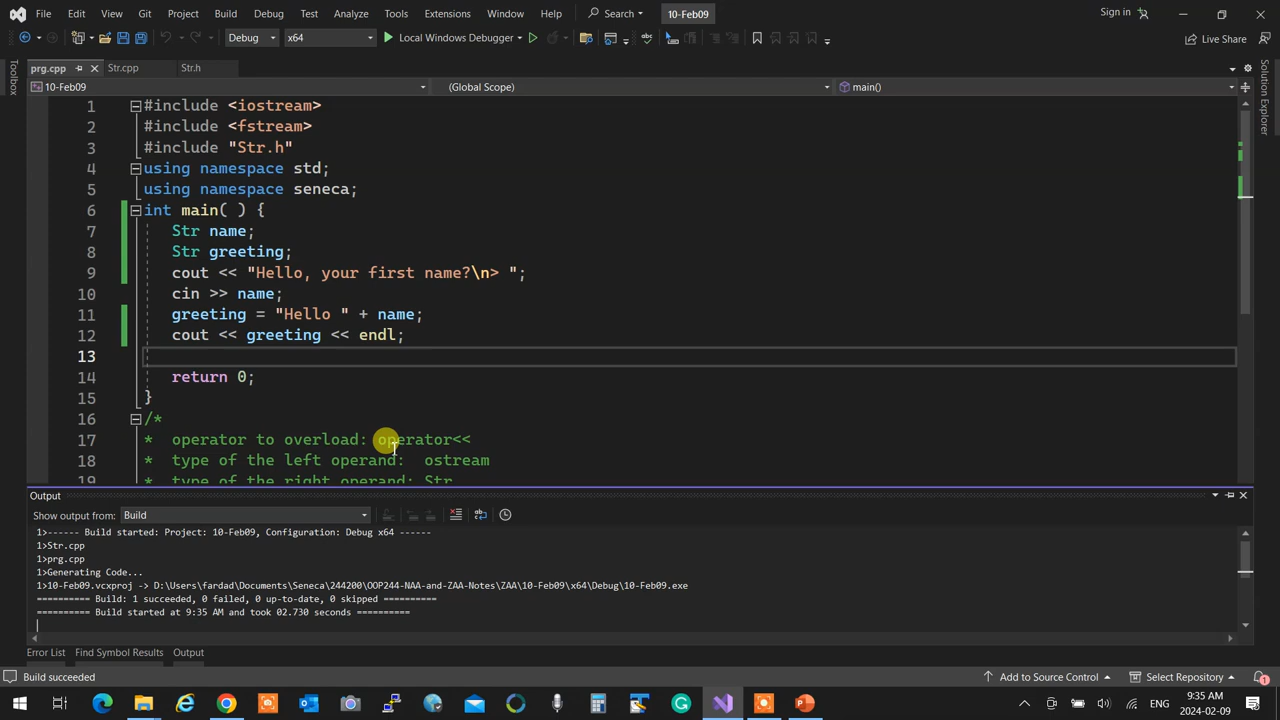 File Edit View Git Project Build Debug Test Analyze Tools Extensions Window Help Search 10-Feb09 Sign in
Debug x64 Local Windows Debugger Live Share
Toolbox
prg.cpp Str.cpp Str.h
10-Feb09 (Global Scope) main()
Solution Explorer
1 #include <iostream>
2 #include <fstream>
3 #include "Str.h"
4 using namespace std;
5 using namespace seneca;
6 int main( ) {
7 Str name;
8 Str greeting;
9 cout << "Hello, your first name?\n> ";
10 cin >> name;
11 greeting = "Hello " + name;
12 cout << greeting << endl;
13
14 return 0;
15 }
16 /*
17 * operator to overload: operator<<
18 * type of the left operand: ostream
19 * type of the right operand: Str
Output
Show output from: Build
1>------ Build started: Project: 10-Feb09, Configuration: Debug x64 ------
1>Str.cpp
1>prg.cpp
1>Generating Code...
1>10-Feb09.vcxproj -> D:\Users\fardad\Documents\Seneca\244200\OOP244-NAA-and-ZAA-Notes\ZAA\10-Feb09\x64\Debug\10-Feb09.exe
========== Build: 1 succeeded, 0 failed, 0 up-to-date, 0 skipped ==========
========== Build started at 9:35 AM and took 02.730 seconds ==========
Error List Find Symbol Results Output
Build succeeded Add to Source Control Select Repository 1
ENG 9:35 AM
2024-02-09